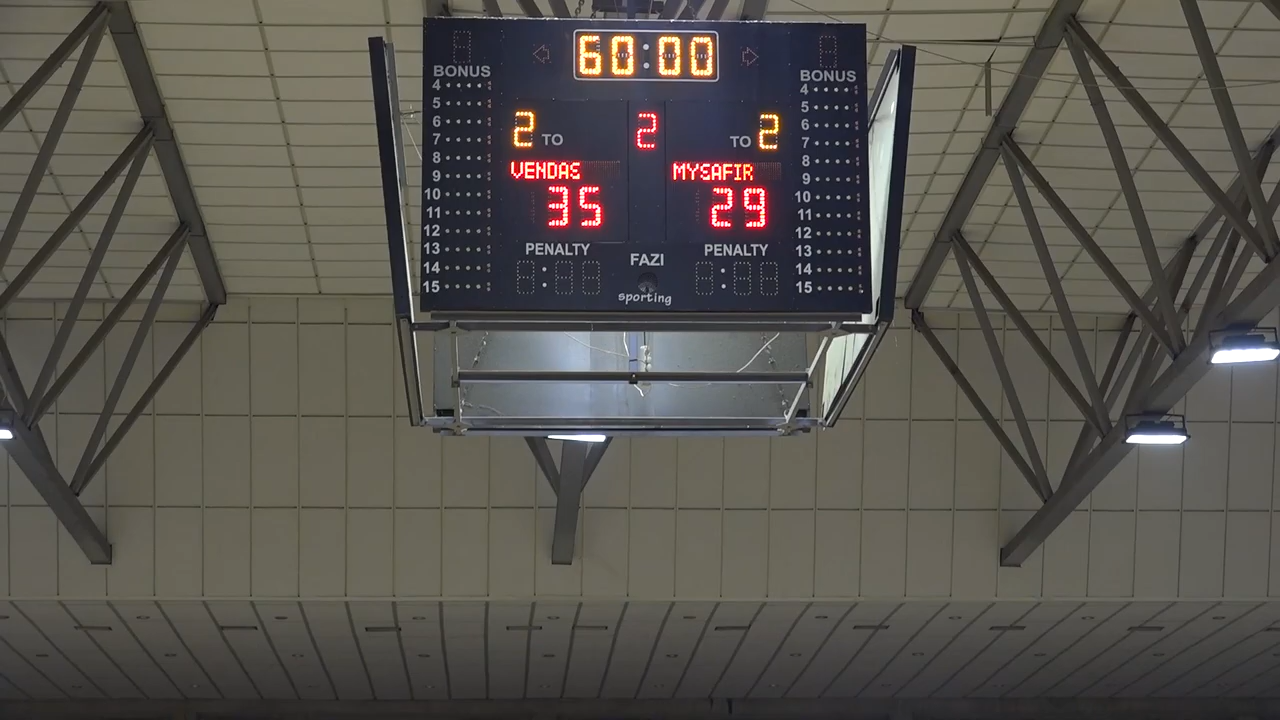 60:00
BONUS BONUS
2 TO 2 TO 2
VENDAS MYSAFIR
35 29
4 4
5 5
6 6
7 7
8 8
9 9
10 10
11 11
12 12
13 13
14 14
15 15
PENALTY PENALTY
FAZI
sporting